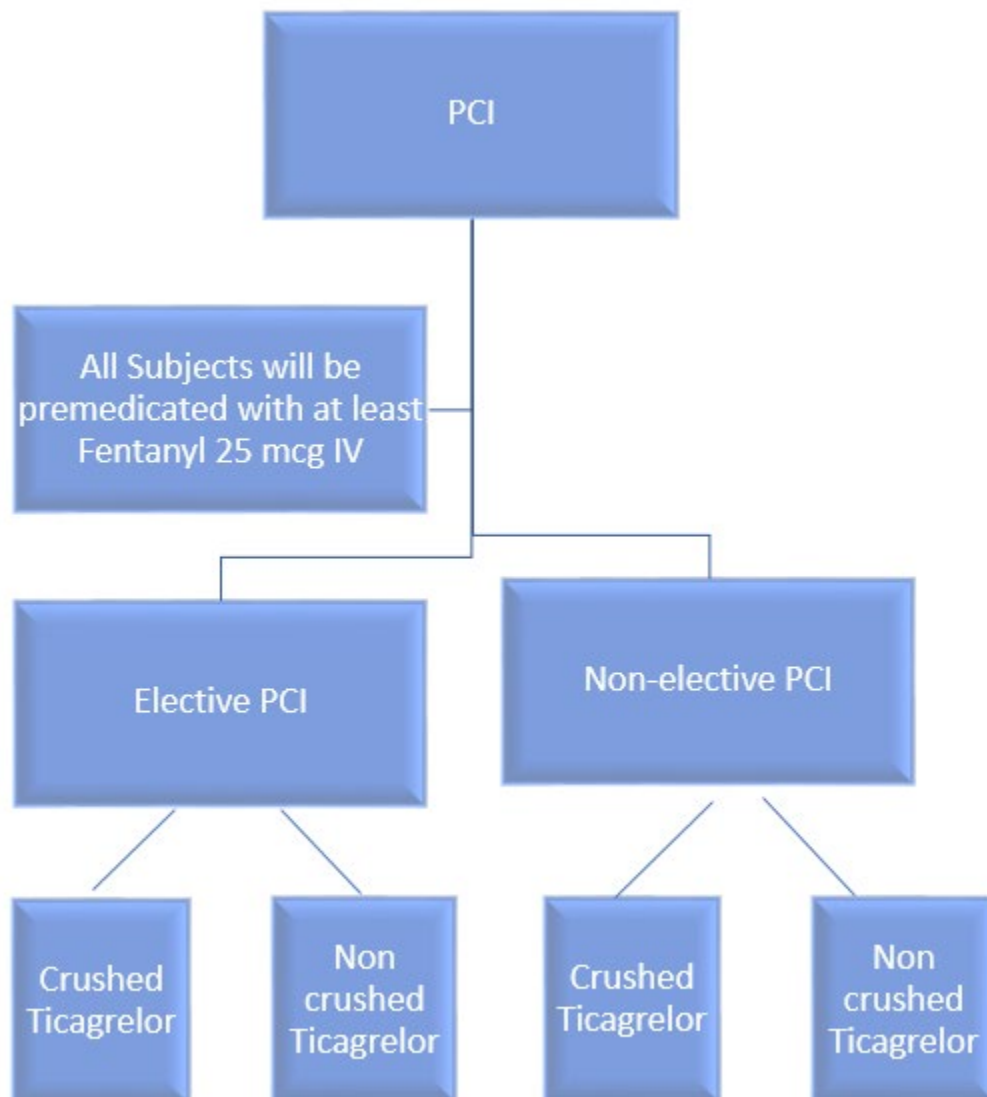 PCI
All Subjects will be
premedicated with at least
Fentanyl 25 mcg IV
Elective PCI
Non-elective PCI
Crushed
Ticagrelor
Non
crushed
Ticagrelor
Crushed
Ticagrelor
Non
crushed
Ticagrelor